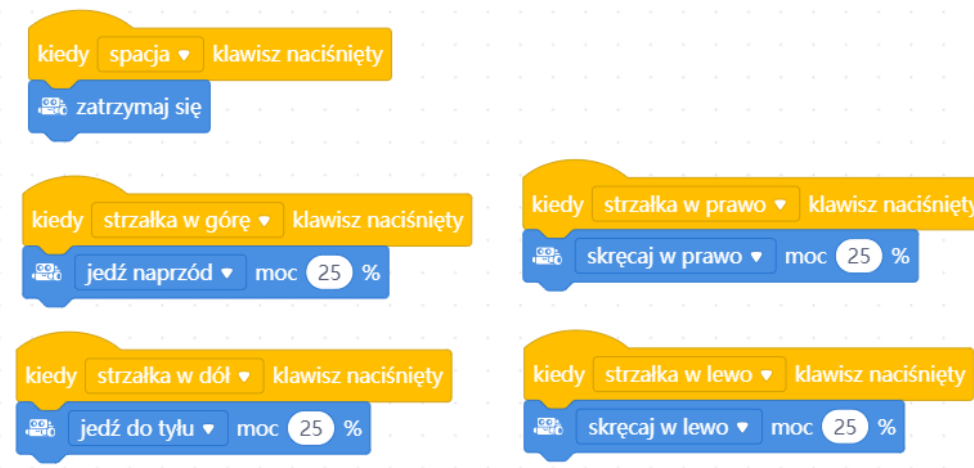 kiedy spacja klawisz naciśnięty
zatrzymaj się
kiedy strzałka w górę klawisz naciśnięty
jedź naprzód moc 25 %
kiedy strzałka w prawo klawisz naciśnięty
skręcaj w prawo moc 25 %
kiedy strzałka w dół klawisz naciśnięty
jedź do tyłu moc 25 %
kiedy strzałka w lewo klawisz naciśnięty
skręcaj w lewo moc 25 %